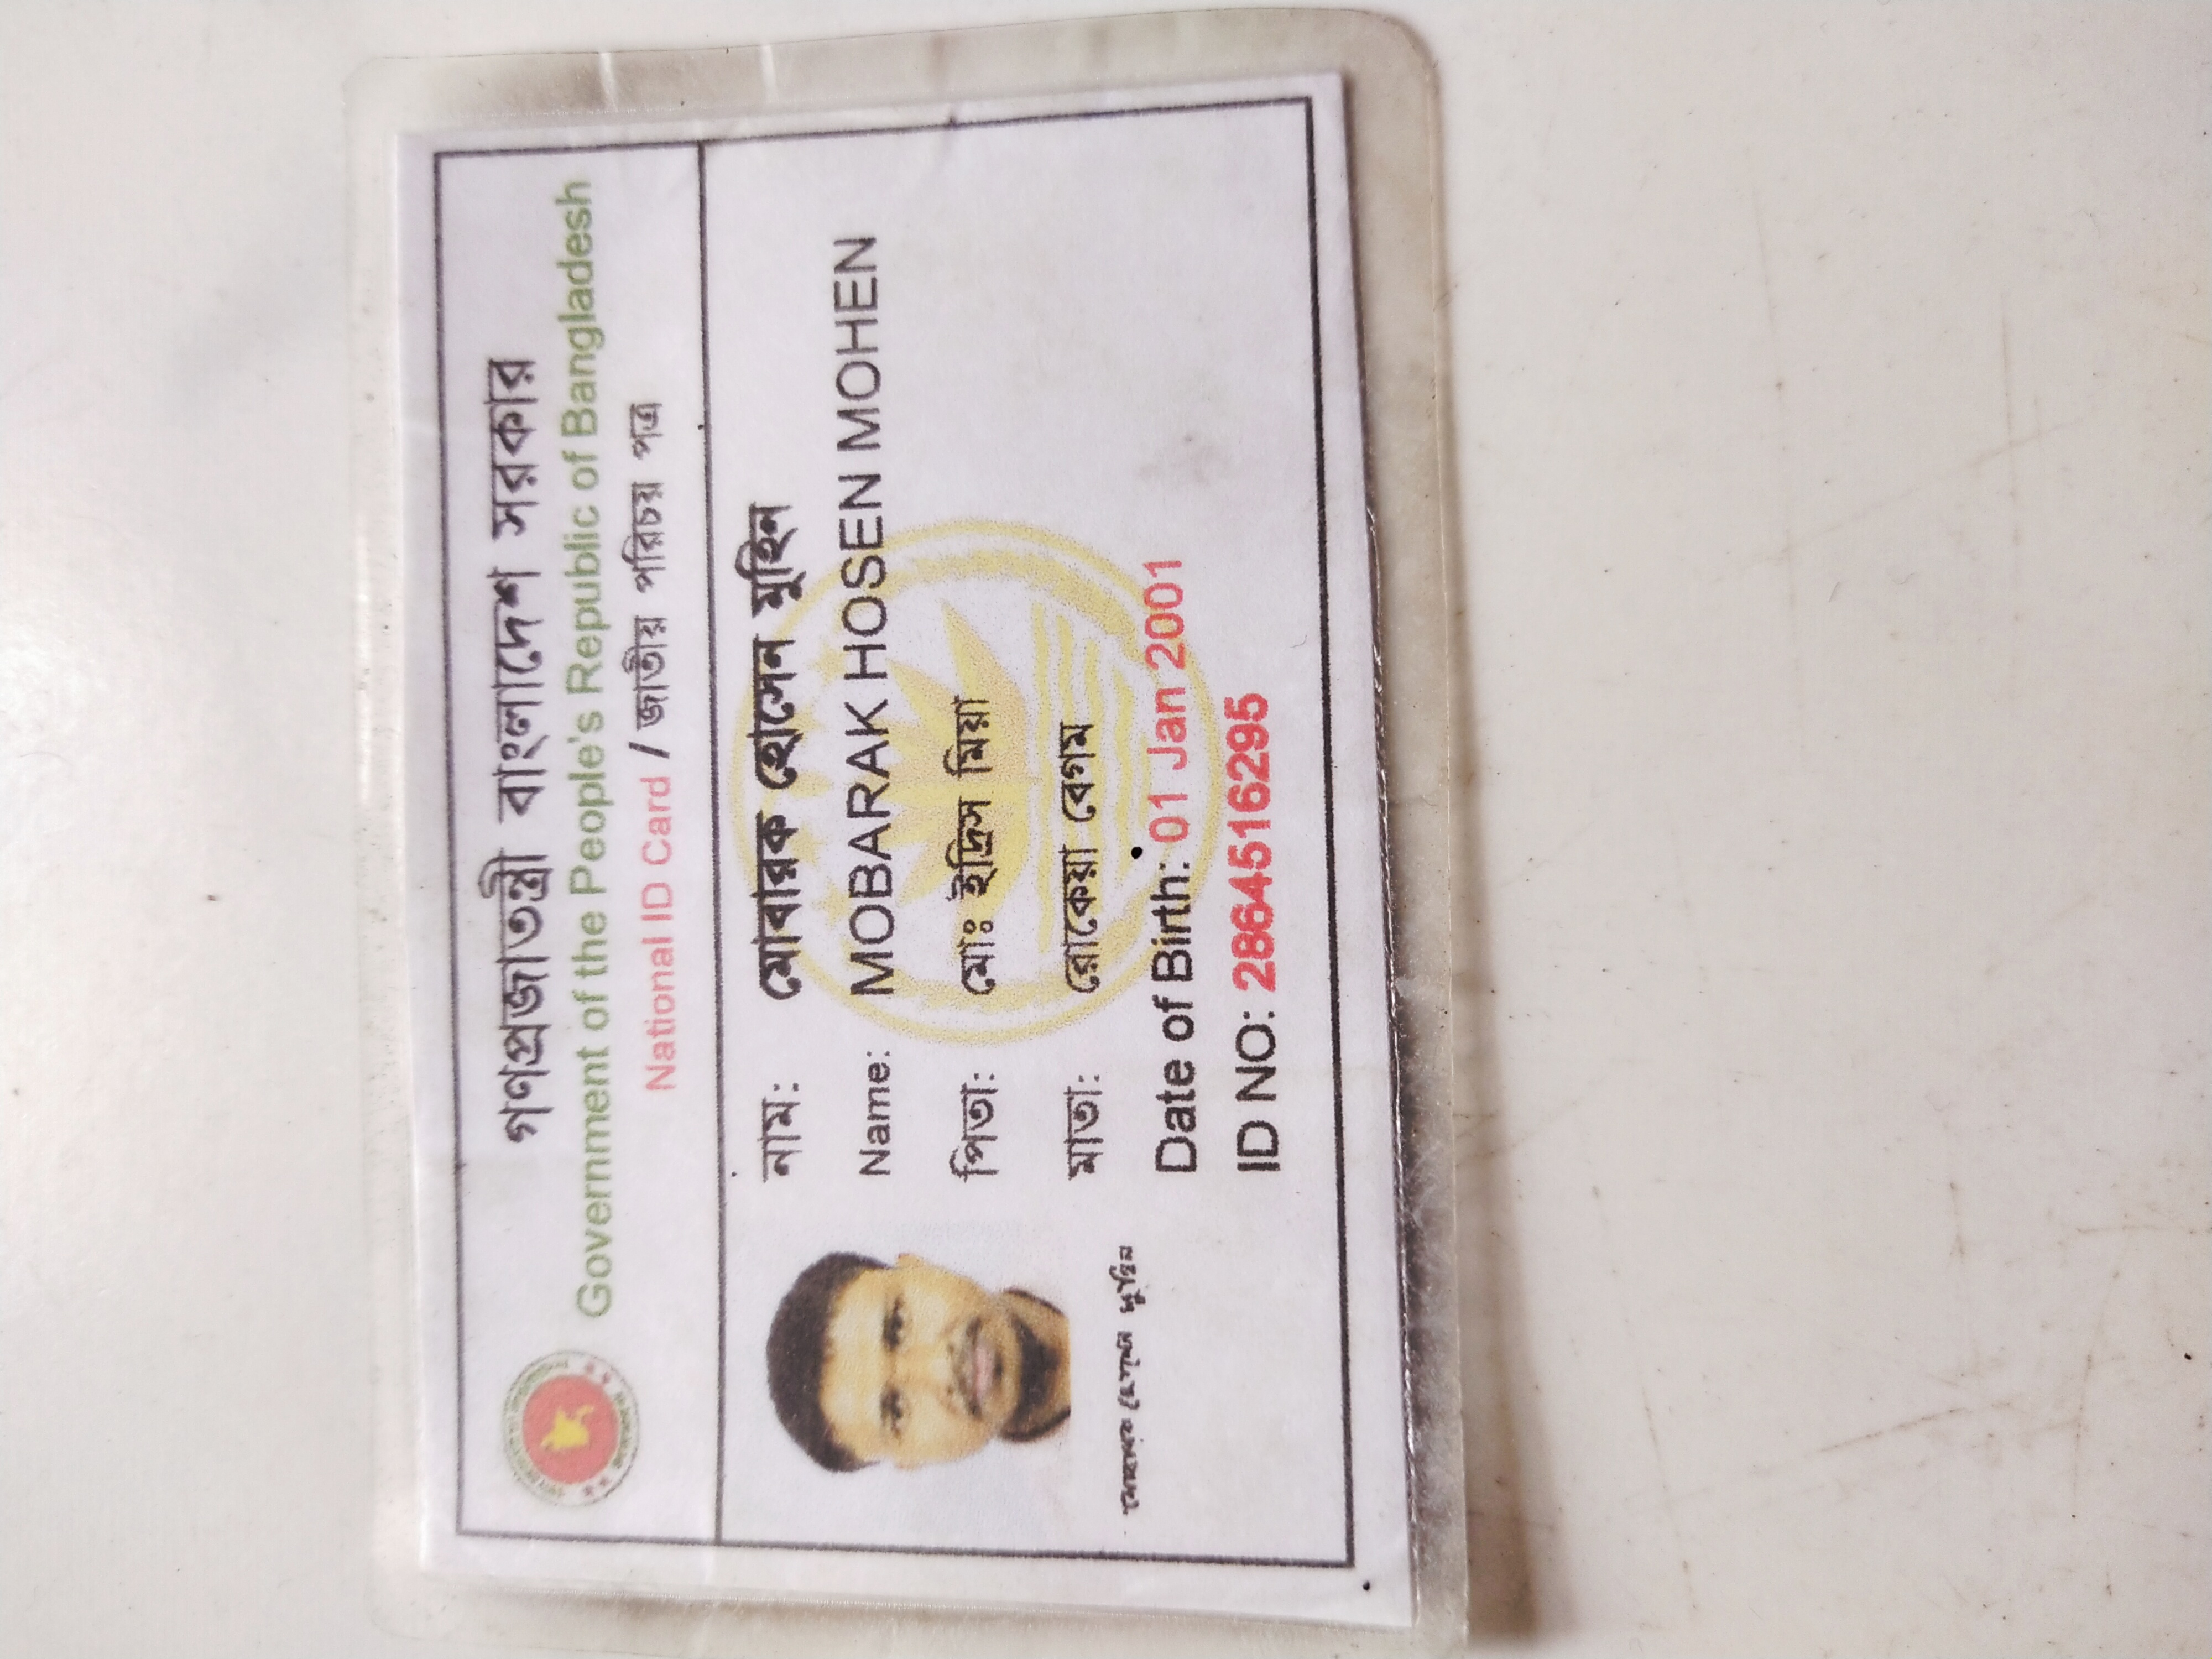 গণপ্রজাতন্ত্রী বাংলাদেশ সরকার
Government of the People's Republic of Bangladesh
National ID Card / জাতীয় পরিচয় পত্র
নাম: মোবারক হোসেন মুহিন
Name: MOBARAK HOSEN MOHEN
পিতা: মোঃ ইদ্রিস মিয়া
মাতা: রোকেয়া বেগম
মোবারক হোসেন মুহিন
Date of Birth: 01 Jan 2001
ID NO: 2864516295